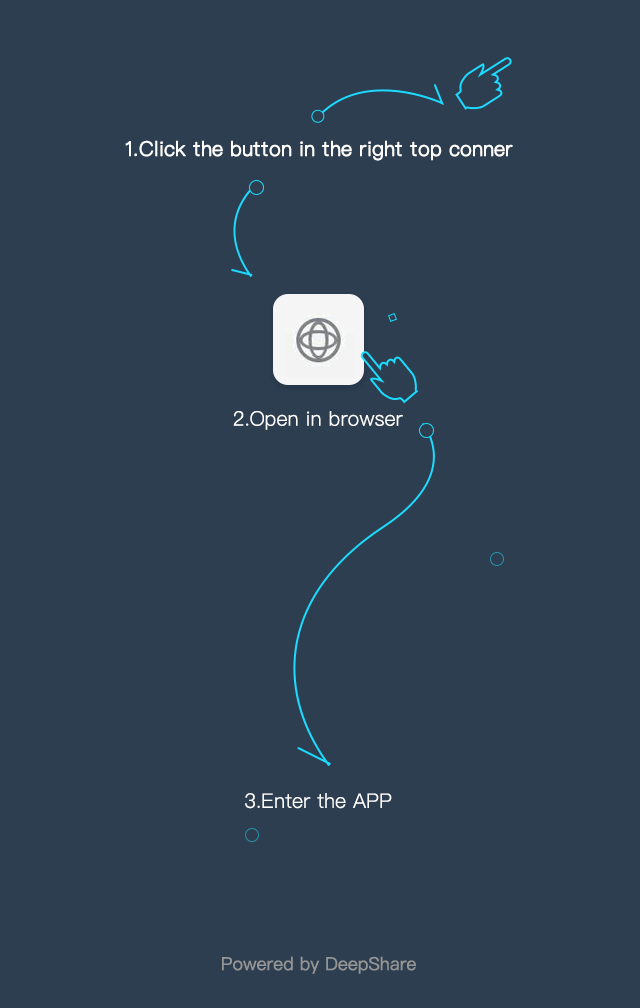 1.Click the button in the right top conner
2.Open in browser
3.Enter the APP
Powered by DeepShare